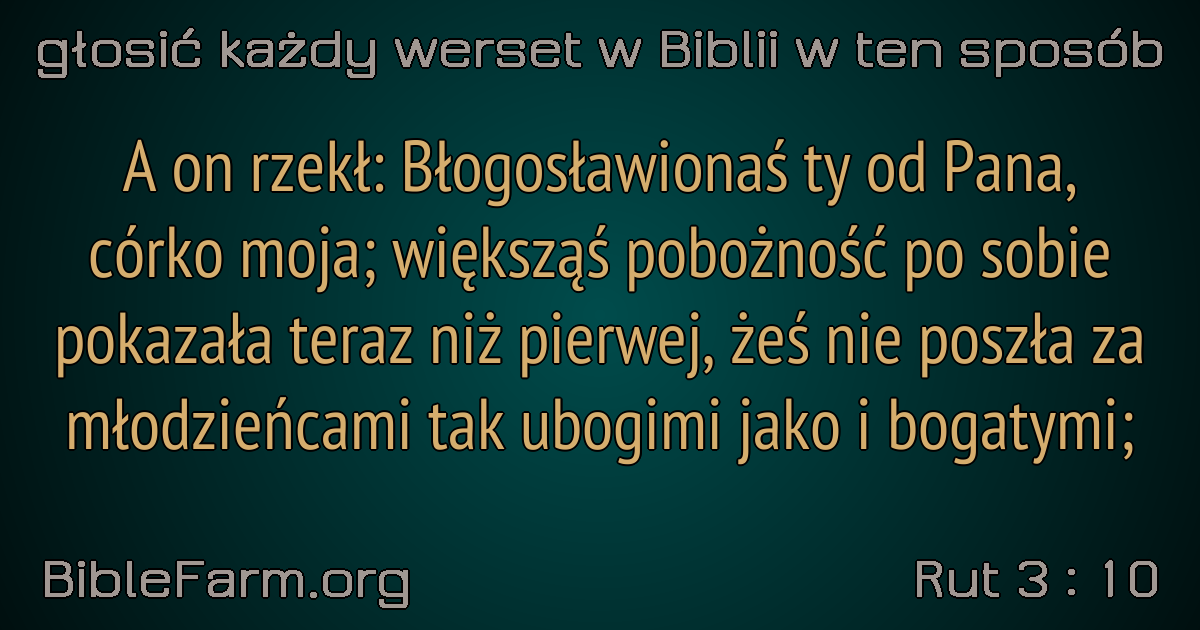 głosić każdy werset w Biblii w ten sposób
A on rzekł: Błogosławionaś ty od Pana,
córko moja; większąś pobożność po sobie
pokazała teraz niż pierwej, żeś nie poszła za
młodzieńcami tak ubogimi jako i bogatymi;
BibleFarm.org
Rut 3 : 10